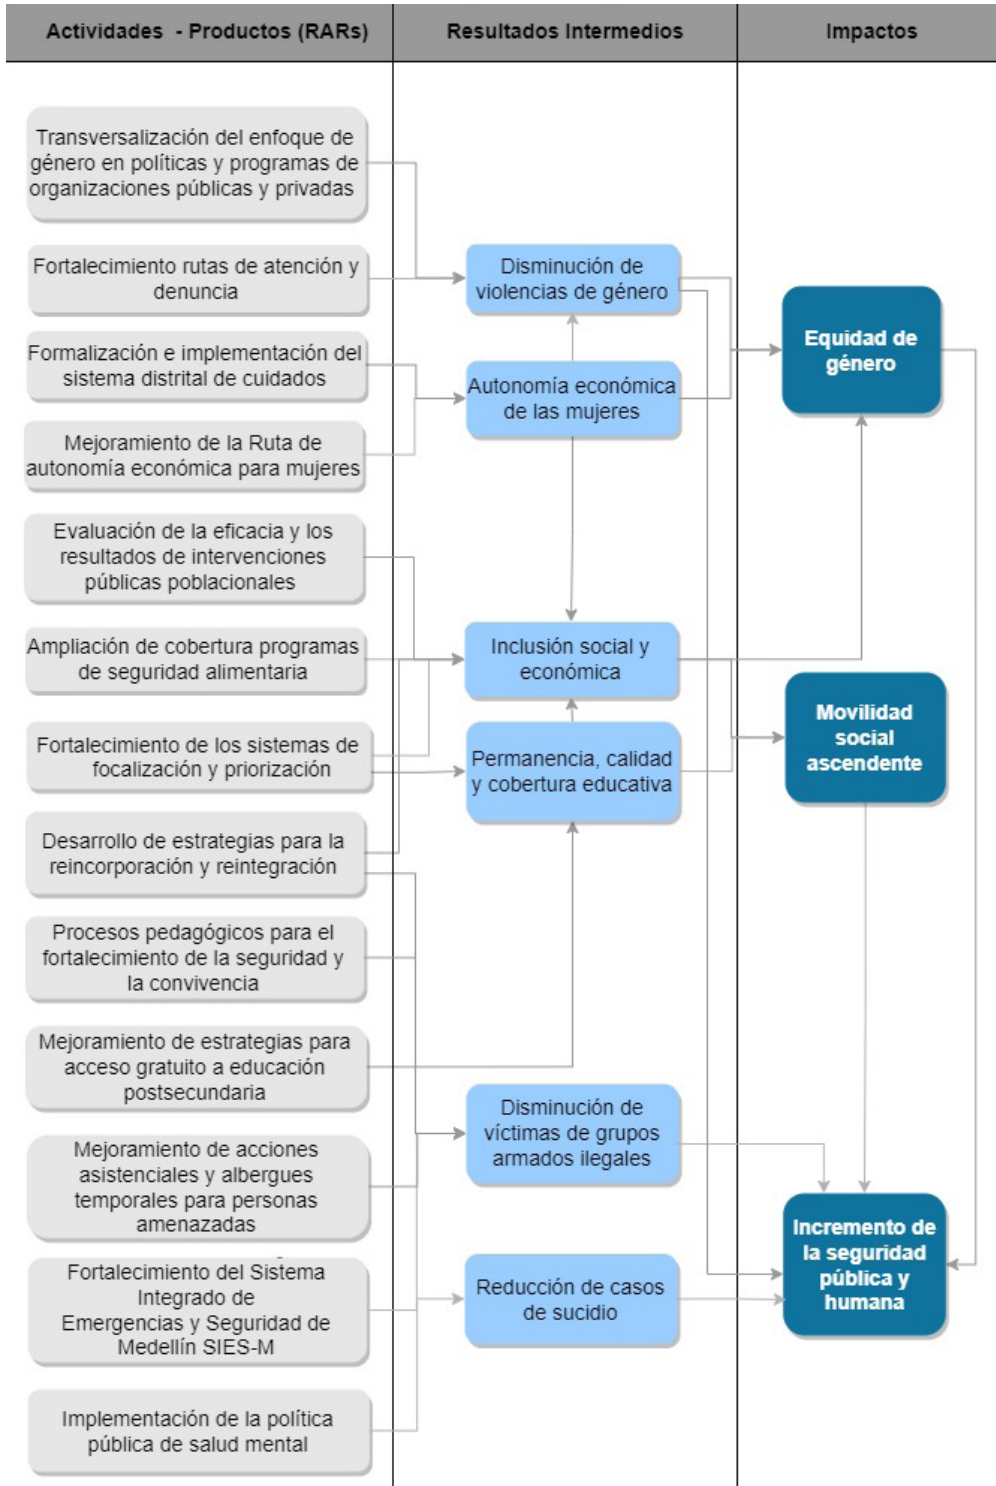 Actividades - Productos (RARs)
Resultados Intermedios
Impactos
Transversalización del enfoque de
género en políticas y programas de
organizaciones públicas y privadas
Fortalecimiento rutas de atención y
denuncia
Formalización e implementación del
sistema distrital de cuidados
Mejoramiento de la Ruta de
autonomía económica para mujeres
Evaluación de la eficacia y los
resultados de intervenciones
públicas poblacionales
Ampliación de cobertura programas
de seguridad alimentaria
Fortalecimiento de los sistemas de
focalización y priorización
Desarrollo de estrategias para la
reincorporación y reintegración
Procesos pedagógicos para el
fortalecimiento de la seguridad y
la convivencia
Mejoramiento de estrategias para
acceso gratuito a educación
postsecundaria
Mejoramiento de acciones
asistenciales y albergues
temporales para personas
amenazadas
Fortalecimiento del Sistema
Integrado de
Emergencias y Seguridad de
Medellín SIES-M
Implementación de la política
pública de salud mental
Disminución de
violencias de género
Autonomía económica
de las mujeres
Inclusión social y
económica
Permanencia, calidad
y cobertura educativa
Disminución de
víctimas de grupos
armados ilegales
Reducción de casos
de sucidio
Equidad de
género
Movilidad
social
ascendente
Incremento de
la seguridad
pública y
humana